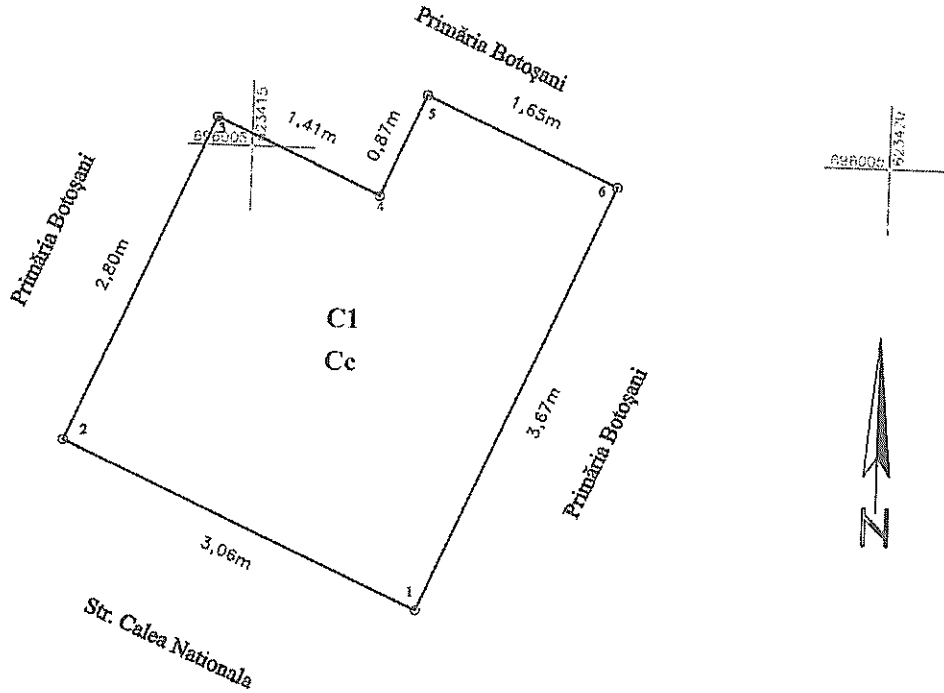 Primăria Botoşani
5
1,65m
623415
3
1,41m
0,87m
6
4
Primăria Botoşani
2,80m
C1
Cc
3,67m
Primăria Botoşani
2
3,06m
1
Str. Calea Nationala
N